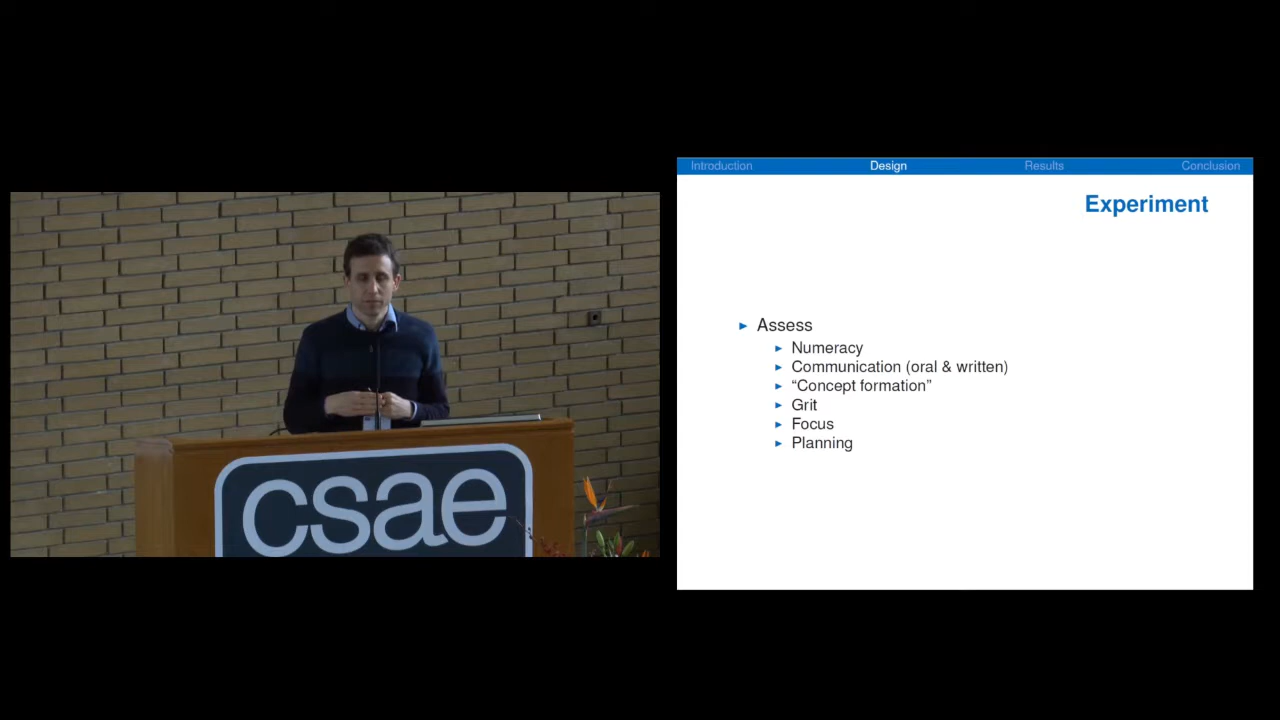 csae
Introduction Design Results Conclusion
Experiment
► Assess
► Numeracy
► Communication (oral & written)
► “Concept formation”
► Grit
► Focus
► Planning